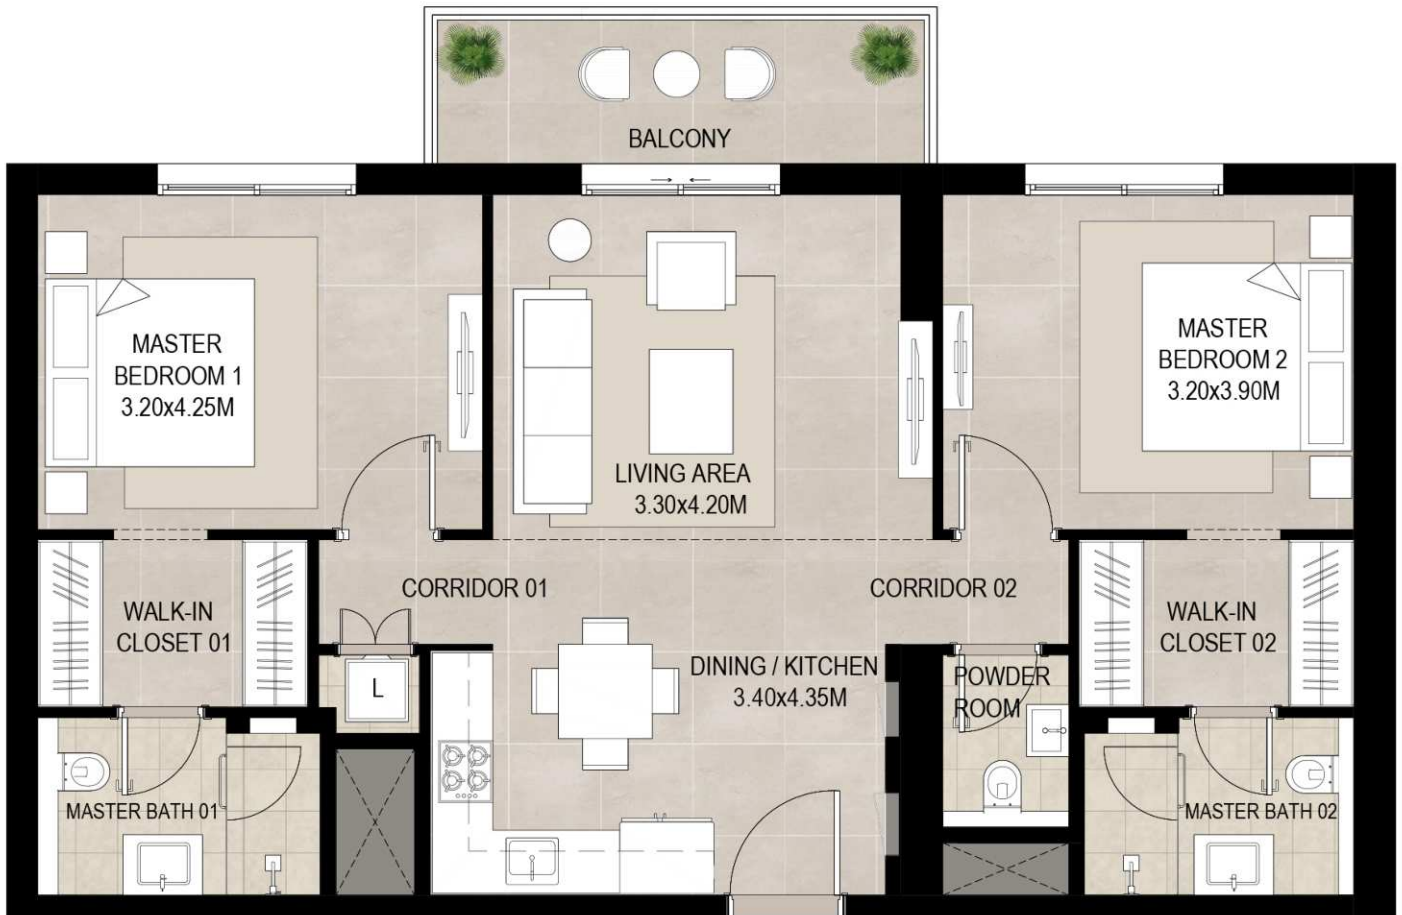 BALCONY
MASTER
BEDROOM 1
3.20x4.25M
LIVING AREA
3.30x4.20M
MASTER
BEDROOM 2
3.20x3.90M
CORRIDOR 01
CORRIDOR 02
WALK-IN
CLOSET 01
WALK-IN
CLOSET 02
L
DINING / KITCHEN
3.40x4.35M
POWDER
ROOM
MASTER BATH 01
MASTER BATH 02